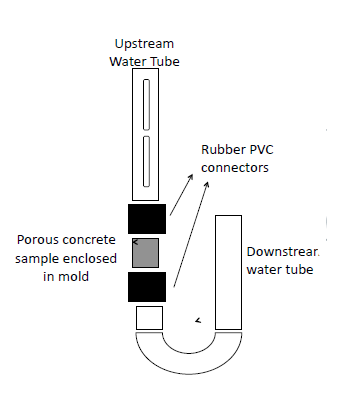 Upstream
Water Tube
Rubber PVC
connectors
Porous concrete
sample enclosed
in mold
Downstream
water tube